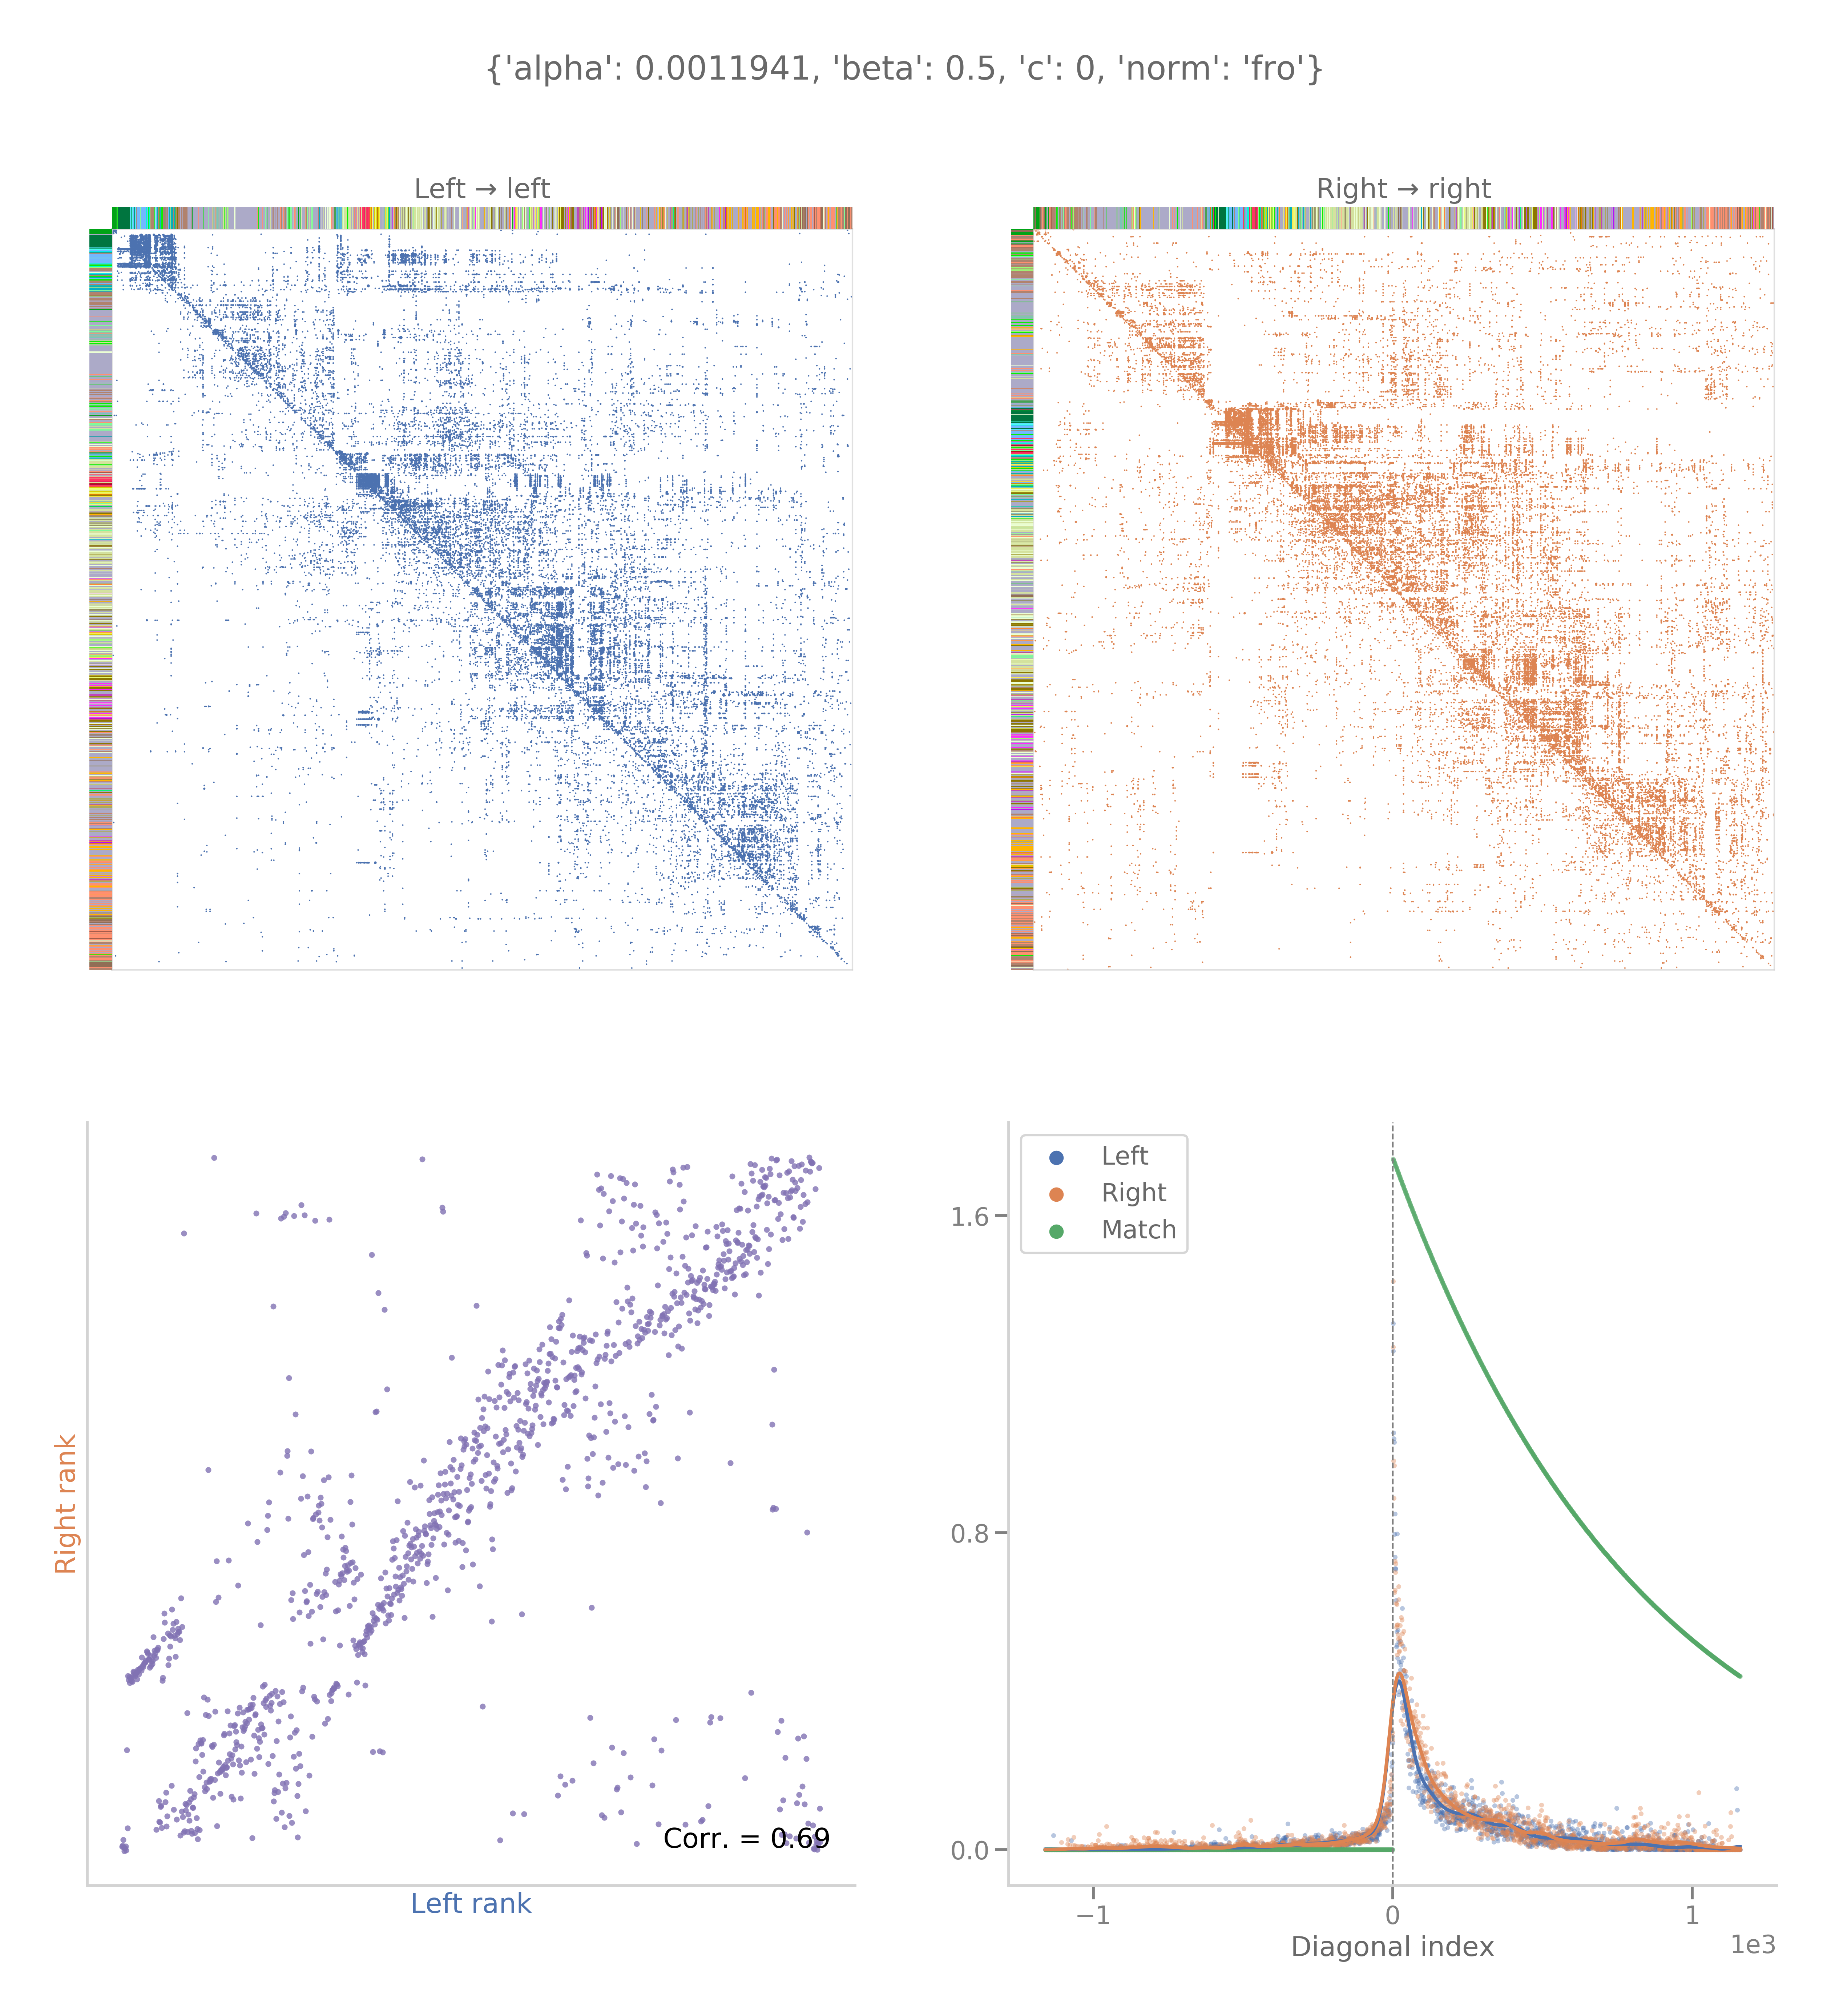 {'alpha': 0.0011941, 'beta': 0.5, 'c': 0, 'norm': 'fro'}
Left → left
Right → right
Right rank
Corr. = 0.69
Left rank
Left
Right
Match
1.6
0.8
0.0
−1
0
1
1e3
Diagonal index